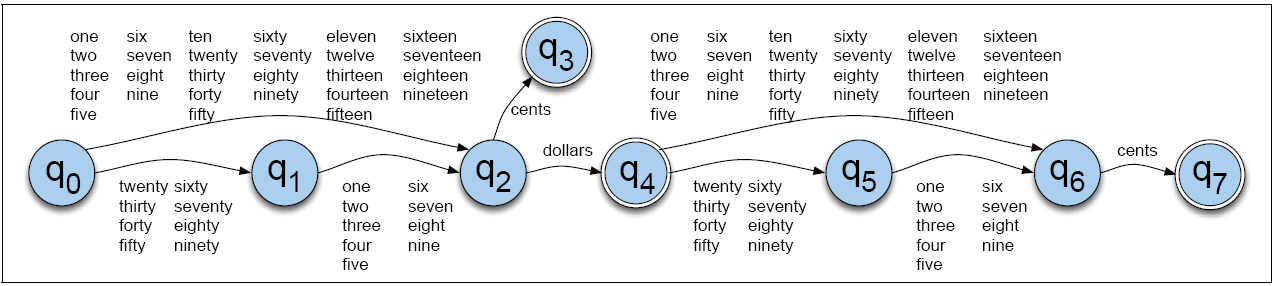 one six ten sixty eleven sixteen
two seven twenty seventy twelve seventeen
three eight thirty eighty thirteen eighteen
four nine forty ninety fourteen nineteen
five fifty fifteen
q3
one six ten sixty eleven sixteen
two seven twenty seventy twelve seventeen
three eight thirty eighty thirteen eighteen
four nine forty ninety fourteen nineteen
five fifty fifteen
cents
dollars
cents
q0 q1 q2 q4 q5 q6 q7
twenty sixty
thirty seventy
forty eighty
fifty ninety
one six
two seven
three eight
four nine
five
twenty sixty
thirty seventy
forty eighty
fifty ninety
one six
two seven
three eight
four nine
five